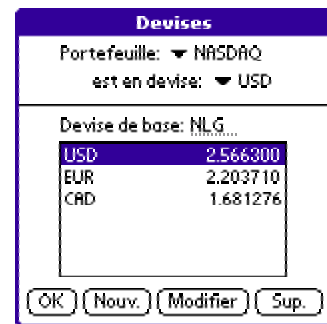 Devises
Portefeuille: NASDAQ
est en devise: USD
Devise de base: NLG
USD 2.566300
EUR 2.203710
CAD 1.681276
OK Nouv. Modifier Sup.